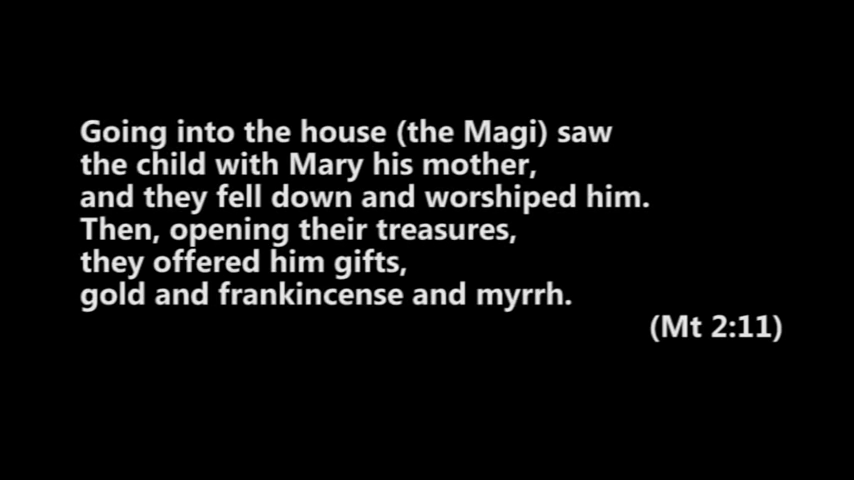 Going into the house (the Magi) saw
the child with Mary his mother,
and they fell down and worshiped him.
Then, opening their treasures,
they offered him gifts,
gold and frankincense and myrrh.
(Mt 2:11)